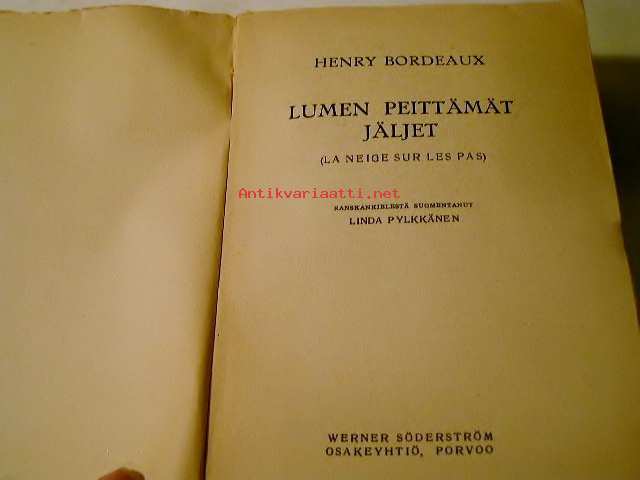 HENRY BORDEAUX
LUMEN PEITTÄMÄT
JÄLJET
(LA NEIGE SUR LES PAS)
Antikvariaatti.net
RANSKANKIELESTÄ SUOMENTANUT
LINDA PYLKKÄNEN
WERNER SÖDERSTRÖM
OSAKEYHTIÖ, PORVOO